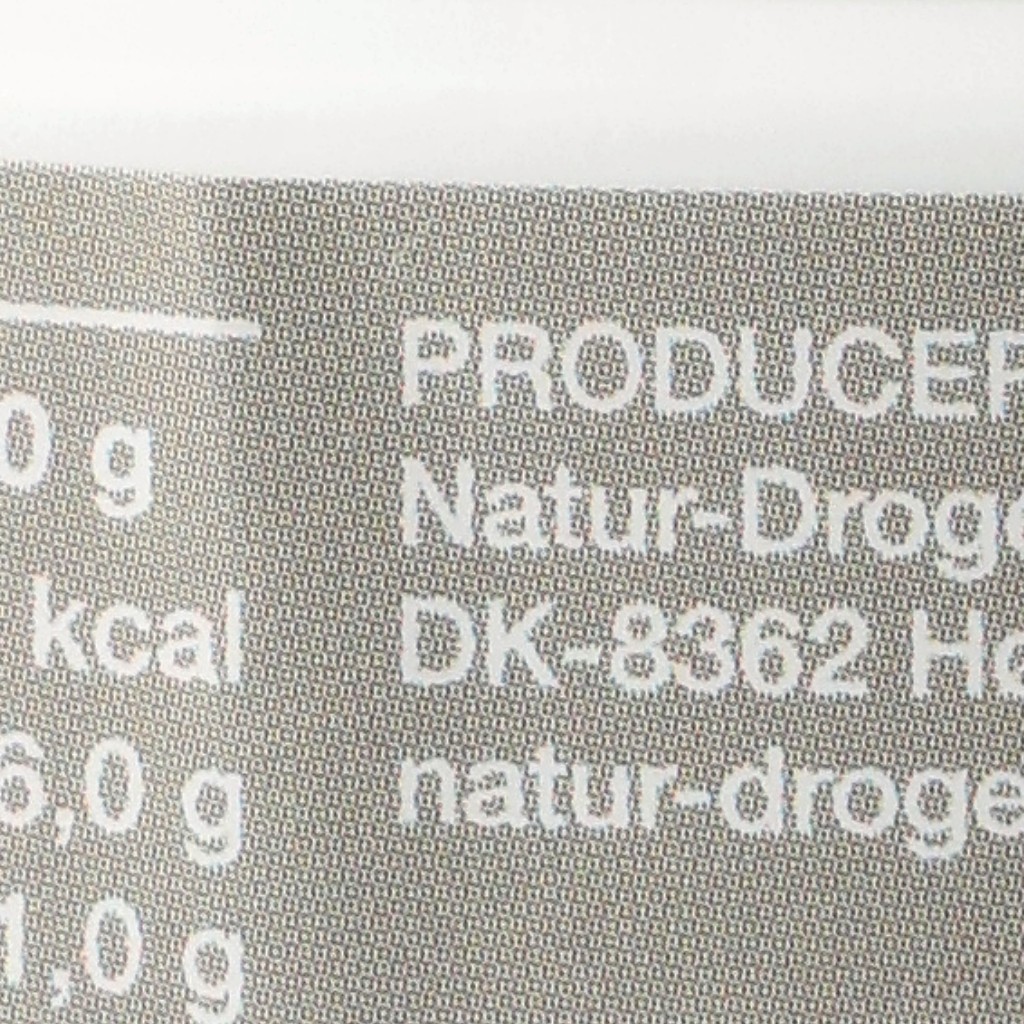 0 g
kcal
6,0 g
1,0 g
PRODUCER
Natur-Droge
DK-8362 H
natur-droge